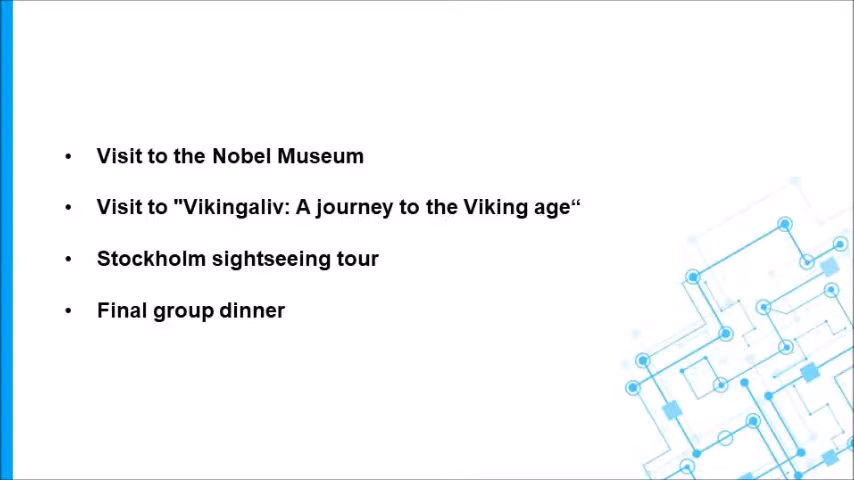 • Visit to the Nobel Museum
• Visit to "Vikingaliv: A journey to the Viking age“
• Stockholm sightseeing tour
• Final group dinner